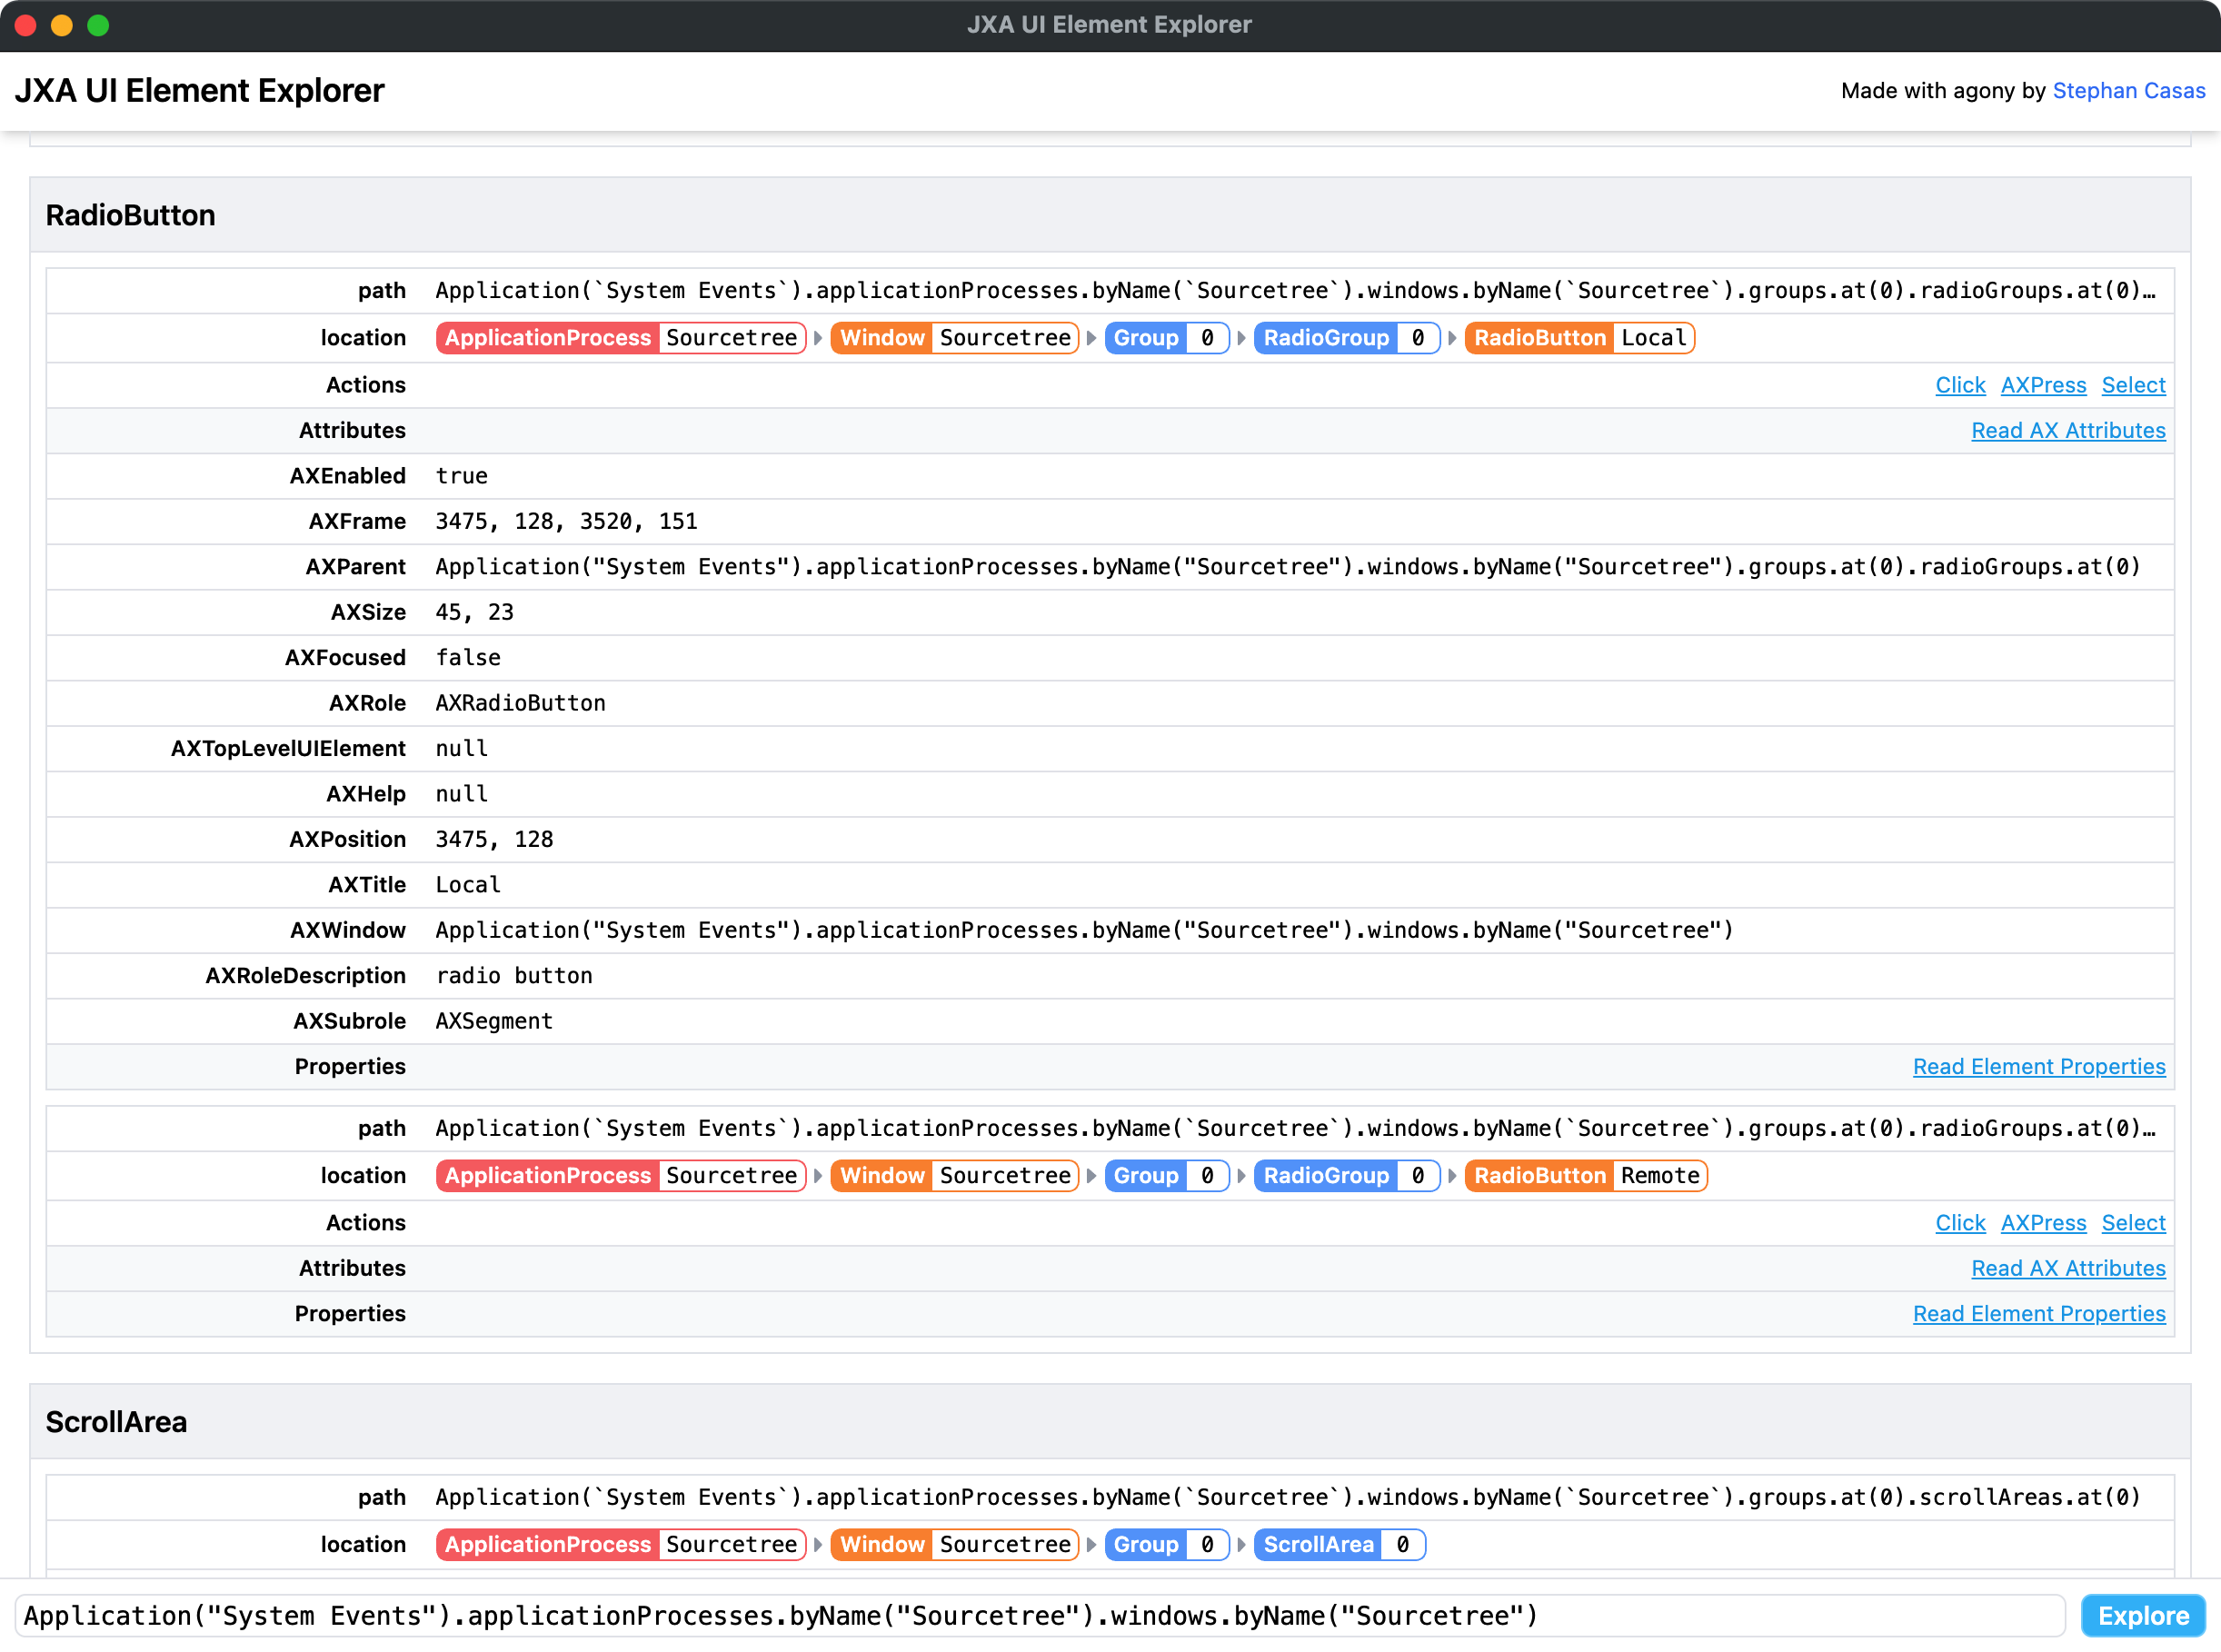 JXA UI Element Explorer
JXA UI Element Explorer
Made with agony by Stephan Casas
RadioButton
path Application(`System Events`).applicationProcesses.byName(`Sourcetree`).windows.byName(`Sourcetree`).groups.at(0).radioGroups.at(0)…
location ApplicationProcess Sourcetree Window Sourcetree Group 0 RadioGroup 0 RadioButton Local
Actions Click AXPress Select
Attributes Read AX Attributes
AXEnabled true
AXFrame 3475, 128, 3520, 151
AXParent Application("System Events").applicationProcesses.byName("Sourcetree").windows.byName("Sourcetree").groups.at(0).radioGroups.at(0)
AXSize 45, 23
AXFocused false
AXRole AXRadioButton
AXTopLevelUIElement null
AXHelp null
AXPosition 3475, 128
AXTitle Local
AXWindow Application("System Events").applicationProcesses.byName("Sourcetree").windows.byName("Sourcetree")
AXRoleDescription radio button
AXSubrole AXSegment
Properties Read Element Properties
path Application(`System Events`).applicationProcesses.byName(`Sourcetree`).windows.byName(`Sourcetree`).groups.at(0).radioGroups.at(0)…
location ApplicationProcess Sourcetree Window Sourcetree Group 0 RadioGroup 0 RadioButton Remote
Actions Click AXPress Select
Attributes Read AX Attributes
Properties Read Element Properties
ScrollArea
path Application(`System Events`).applicationProcesses.byName(`Sourcetree`).windows.byName(`Sourcetree`).groups.at(0).scrollAreas.at(0)
location ApplicationProcess Sourcetree Window Sourcetree Group 0 ScrollArea 0
Application("System Events").applicationProcesses.byName("Sourcetree").windows.byName("Sourcetree") Explore